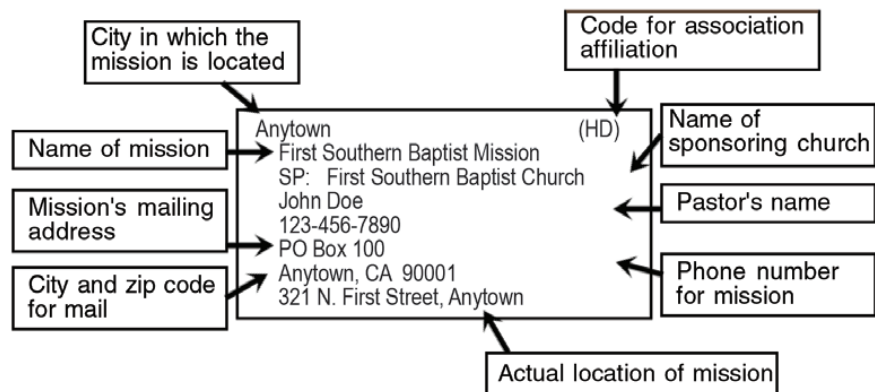 City in which the
mission is located
Code for association
affiliation
Name of mission
Mission's mailing
address
City and zip code
for mail
Anytown (HD)
First Southern Baptist Mission
SP: First Southern Baptist Church
John Doe
123-456-7890
PO Box 100
Anytown, CA 90001
321 N. First Street, Anytown
Name of
sponsoring church
Pastor's name
Phone number
for mission
Actual location of mission